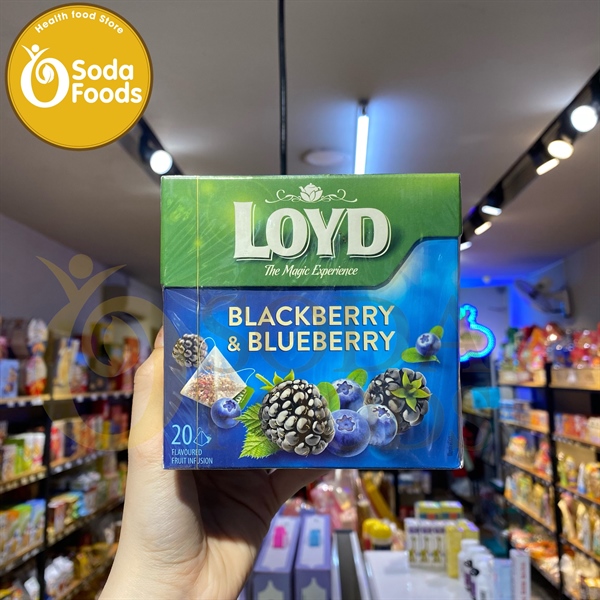 Health food Store
Soda
Foods
LOYD
The Magic Experience
BLACKBERRY
& BLUEBERRY
20
FLAVOURED
FRUIT INFUSION